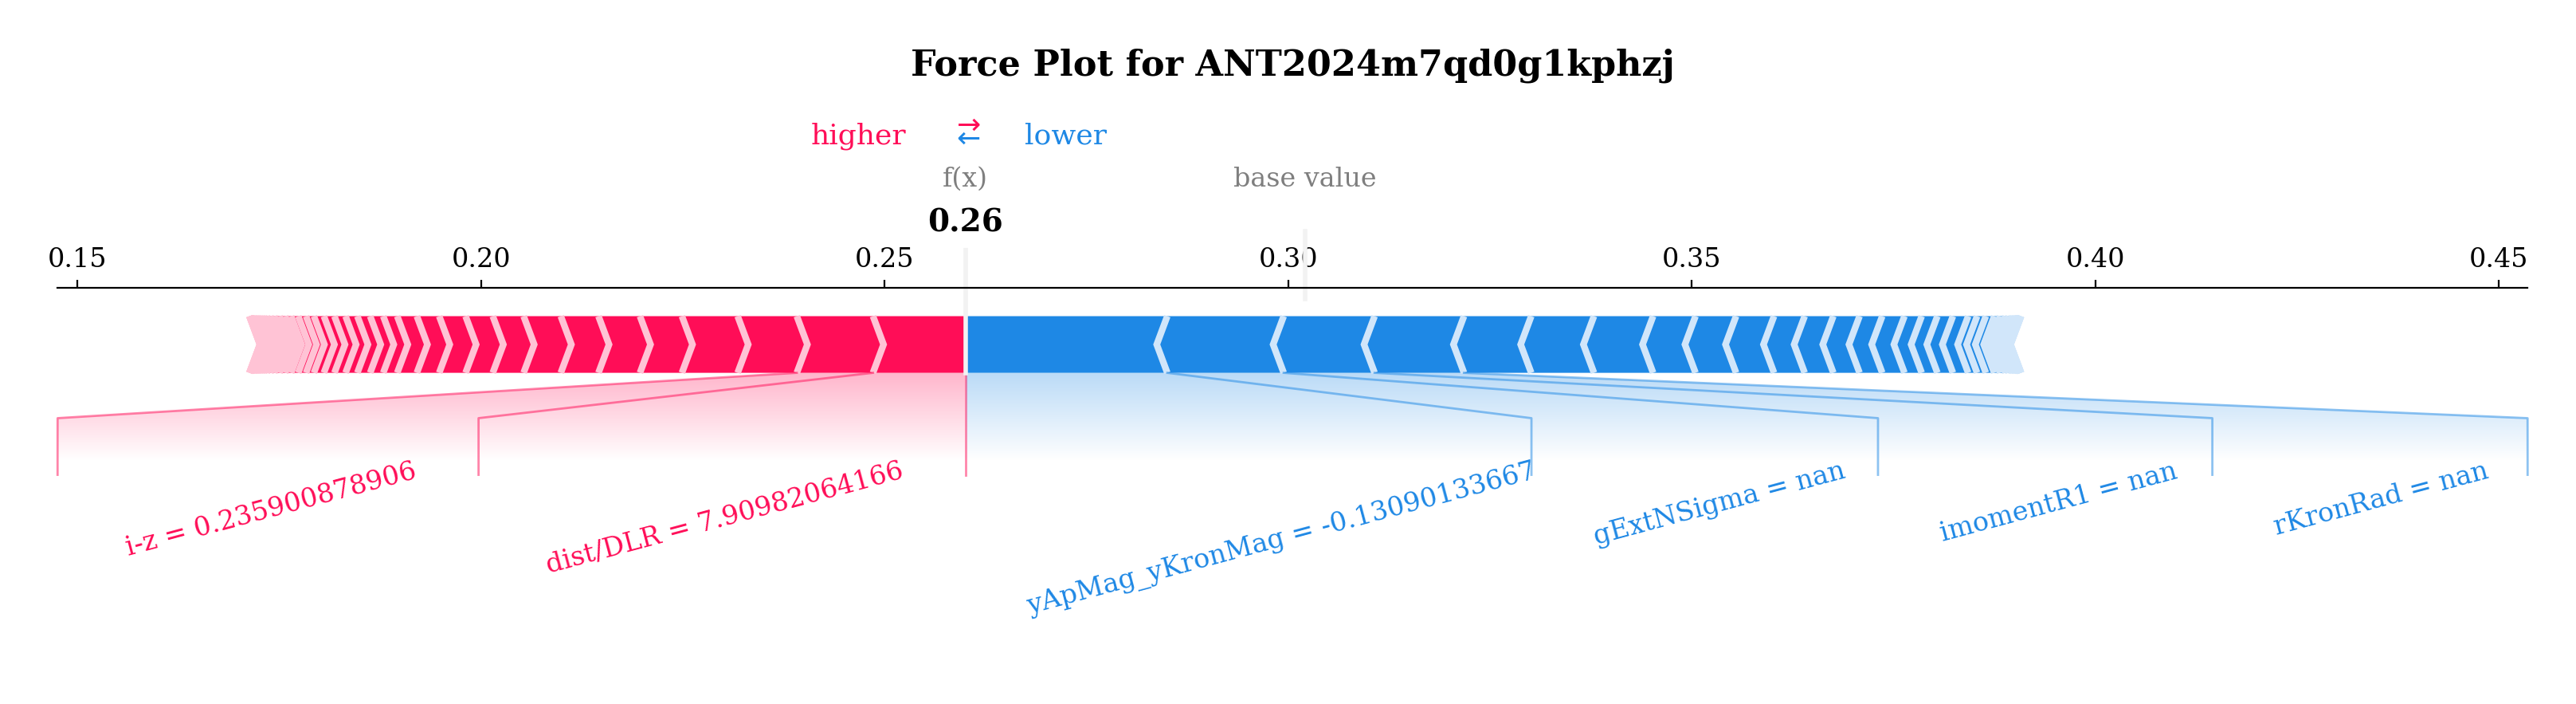 Force Plot for ANT2024m7qd0g1kphzj
higher ⇄ lower
f(x) base value
0.26
0.15 0.20 0.25 0.30 0.35 0.40 0.45
i-z = 0.235900878906
dist/DLR = 7.90982064166
yApMag_yKronMag = -0.13090133667
gExtNSigma = nan
imomentR1 = nan
rKronRad = nan